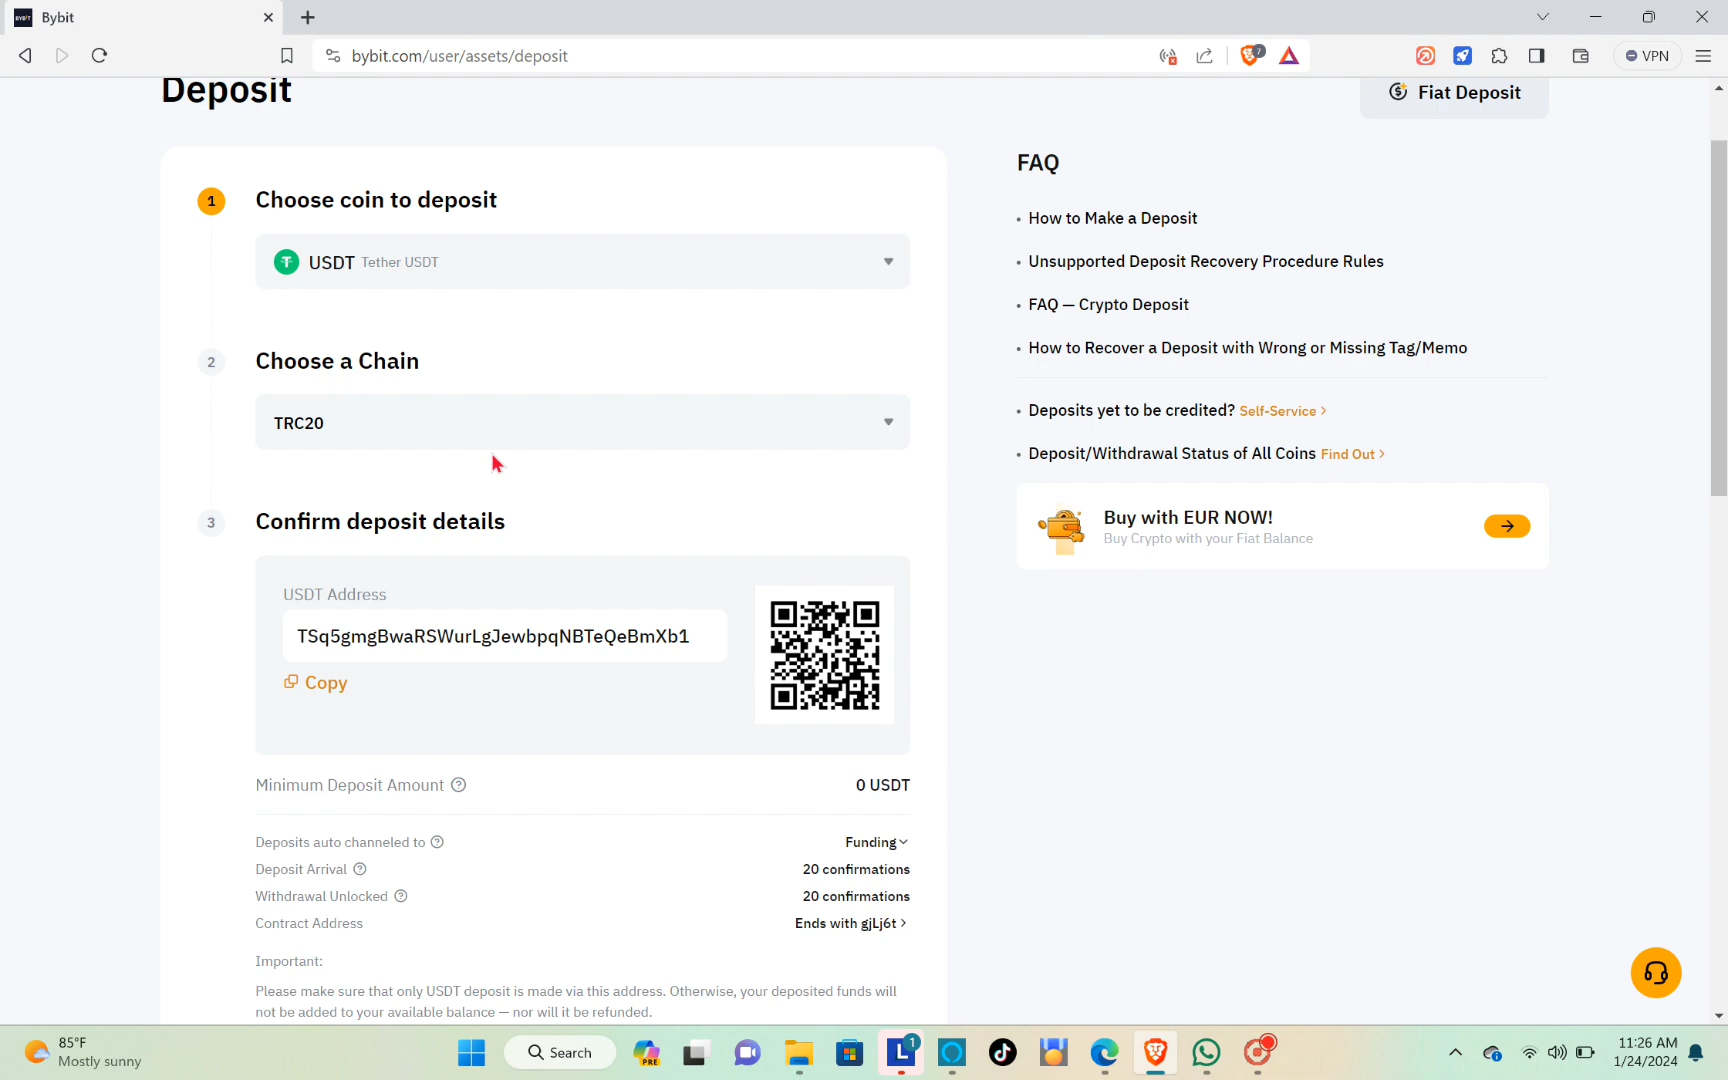 BYBIT
Bybit
bybit.com/user/assets/deposit
7
VPN
Deposit
Fiat Deposit
1
Choose coin to deposit
USDT Tether USDT
2
Choose a Chain
TRC20
3
Confirm deposit details
USDT Address
TSq5gmgBwaRSWurLgJewbpqNBTeQeBmXb1
Copy
Minimum Deposit Amount
0 USDT
Deposits auto channeled to
Funding
Deposit Arrival
20 confirmations
Withdrawal Unlocked
20 confirmations
Contract Address
Ends with gjLj6t >
Important:
Please make sure that only USDT deposit is made via this address. Otherwise, your deposited funds will
not be added to your available balance — nor will it be refunded.
FAQ
• How to Make a Deposit
• Unsupported Deposit Recovery Procedure Rules
• FAQ — Crypto Deposit
• How to Recover a Deposit with Wrong or Missing Tag/Memo
• Deposits yet to be credited? Self-Service >
• Deposit/Withdrawal Status of All Coins Find Out >
Buy with EUR NOW!
Buy Crypto with your Fiat Balance
85°F
Mostly sunny
Search
PRE
L
1
11:26 AM
1/24/2024